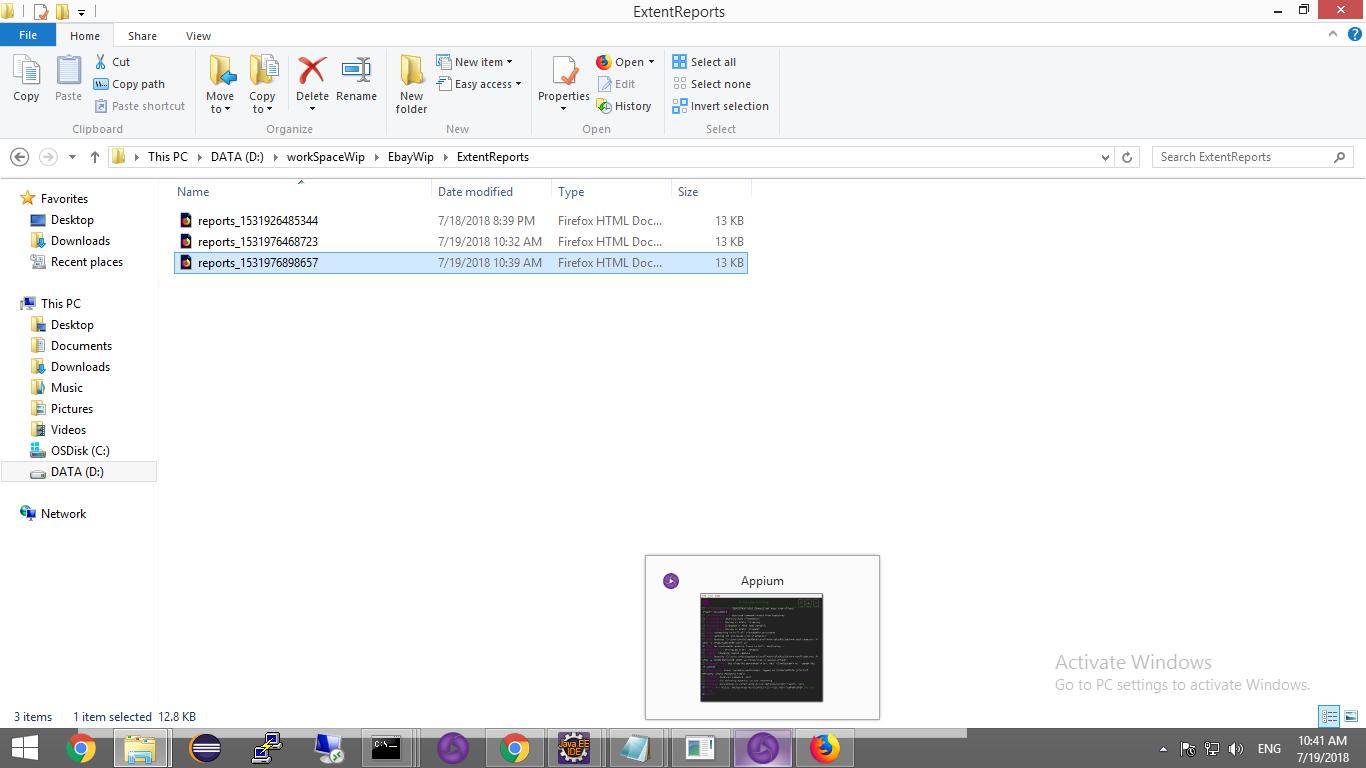 ExtentReports
File Home Share View
Copy Paste Cut Copy path Paste shortcut Clipboard
Move to Copy to Delete Rename Organize
New folder New item Easy access New
Properties Open Edit History Open
Select all Select none Invert selection Select
This PC DATA (D:) workSpaceWip EbayWip ExtentReports
Search ExtentReports
Name Date modified Type Size
reports_1531926485344 7/18/2018 8:39 PM Firefox HTML Doc... 13 KB
reports_1531976468723 7/19/2018 10:32 AM Firefox HTML Doc... 13 KB
reports_1531976898657 7/19/2018 10:39 AM Firefox HTML Doc... 13 KB
Favorites
Desktop
Downloads
Recent places
This PC
Desktop
Documents
Downloads
Music
Pictures
Videos
OSDisk (C:)
DATA (D:)
Network
Appium
Activate Windows
Go to PC settings to activate Windows.
3 items 1 item selected 12.8 KB
C:\_
Java EE
IDE
ENG
10:41 AM
7/19/2018